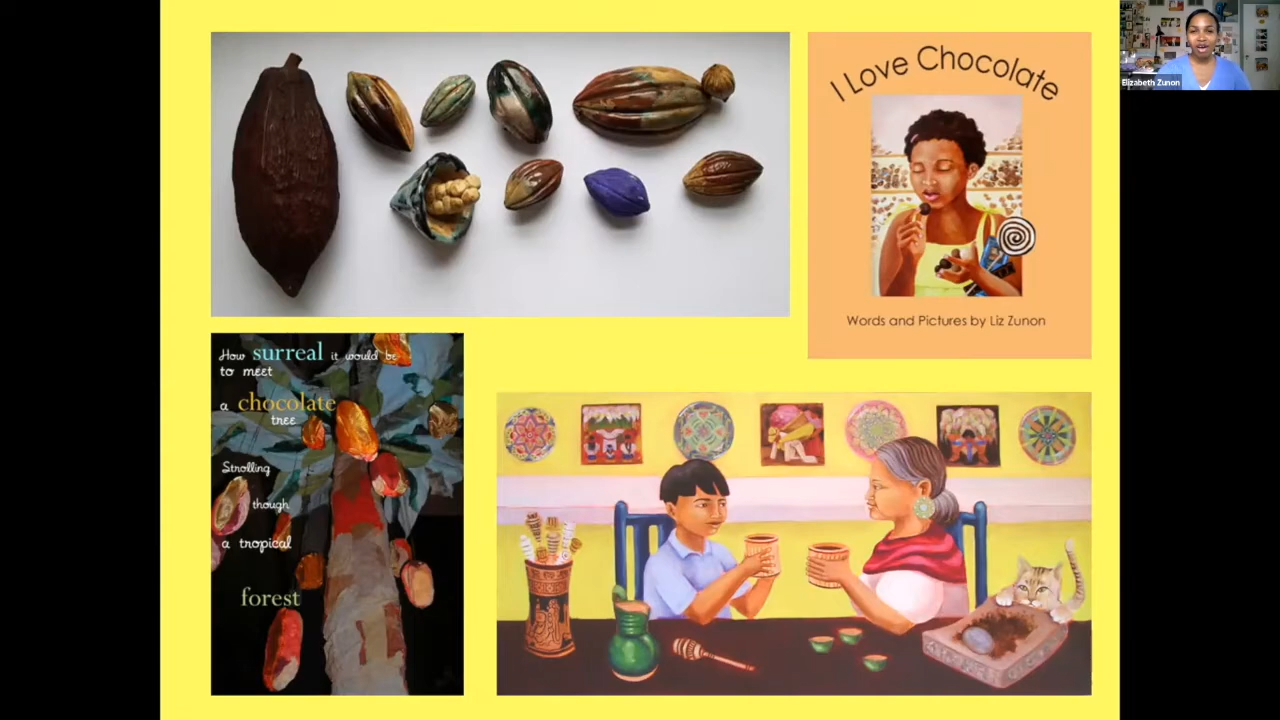 Elizabeth Zunon
I Love Chocolate
Words and Pictures by Liz Zunon
How surreal it would be
to meet
a chocolate
tree
Strolling
though
a tropical
forest